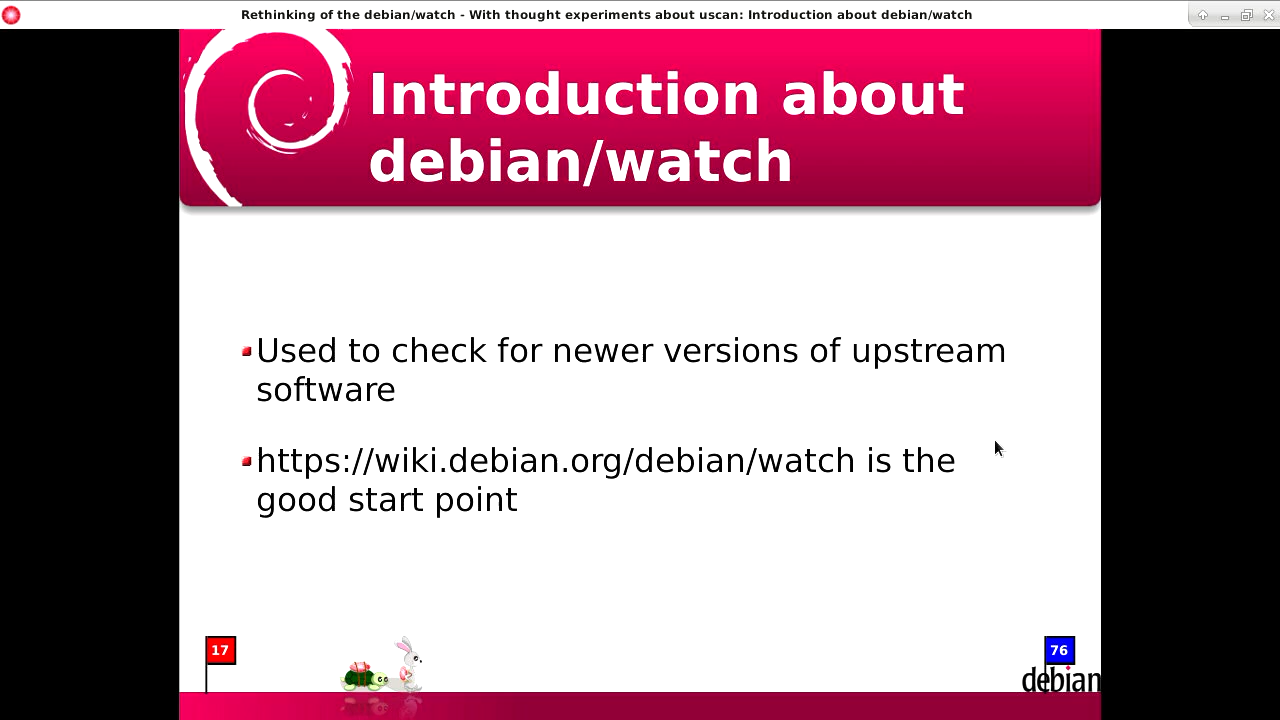 Rethinking of the debian/watch - With thought experiments about uscan: Introduction about debian/watch
Introduction about
debian/watch
Used to check for newer versions of upstream
software
https://wiki.debian.org/debian/watch is the
good start point
17
76
debian